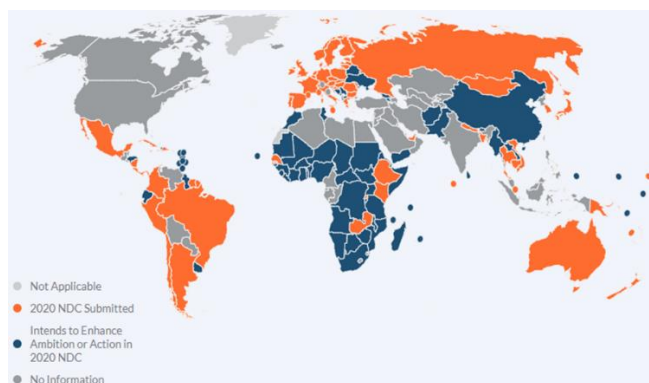 Not Applicable
2020 NDC Submitted
Intends to Enhance
Ambition or Action in
2020 NDC
No Information